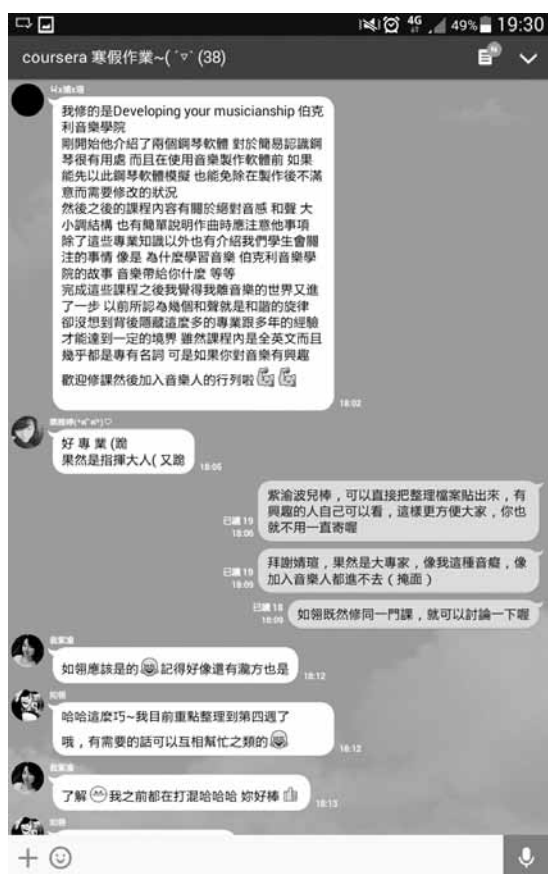 4G 49% 19:30
coursera 寒假作業~( ´▽` (38)
N
我修的是Developing your musicianship 伯克
利音樂學院
剛開始他介紹了兩個鋼琴軟體 對於簡易認識鋼
琴很有用處 而且在使用音樂製作軟體前 如果
能先以此鋼琴軟體模擬 也能免除在製作後不滿
意而需要修改的狀況
然後之後的課程內容有關於絕對音感 和聲 大
小調結構 也有簡單說明作曲時應注意他事項
除了這些專業知識以外也有介紹我們學生會關
注的事情 像是 為什麼學習音樂 伯克利音樂學
院的故事 音樂帶給你什麼 等等
完成這些課程之後我覺得我離音樂的世界又進
了一步 以前所認為幾個和聲就是和諧的旋律
卻沒想到背後隱藏這麼多的專業跟多年的經驗
才能達到一定的境界 雖然課程內是全英文而且
幾乎都是專有名詞 可是如果你對音樂有興趣
歡迎修課然後加入音樂人的行列啦
18:02
好 專 業 (跪
果然是指揮大人( 又跪
18:05
紫渝波兒棒，可以直接把整理檔案貼出來，有
興趣的人自己可以看，這樣更方便大家，你也
就不用一直寄喔
已讀 19
18:06
拜謝婧瑄，果然是大專家，像我這種音癡，像
加入音樂人都進不去（掩面）
已讀 19
18:09
如翎既然修同一門課，就可以討論一下喔
已讀 18
18:09
如翎應該是的 記得好像還有瀧方也是
18:12
如翎
哈哈這麼巧~我目前重點整理到第四週了
哦，有需要的話可以互相幫忙之類的
18:12
了解 我之前都在打混哈哈哈 妳好棒
18:13
如翎